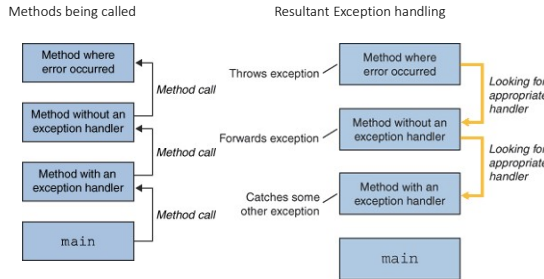 Methods being called
Method where
error occurred
Method call
Method without an
exception handler
Method call
Method with an
exception handler
Method call
main
Resultant Exception handling
Throws exception
Method where
error occurred
Looking for
appropriate
handler
Forwards exception
Method without an
exception handler
Looking for
appropriate
handler
Catches some
other exception
Method with an
exception handler
main